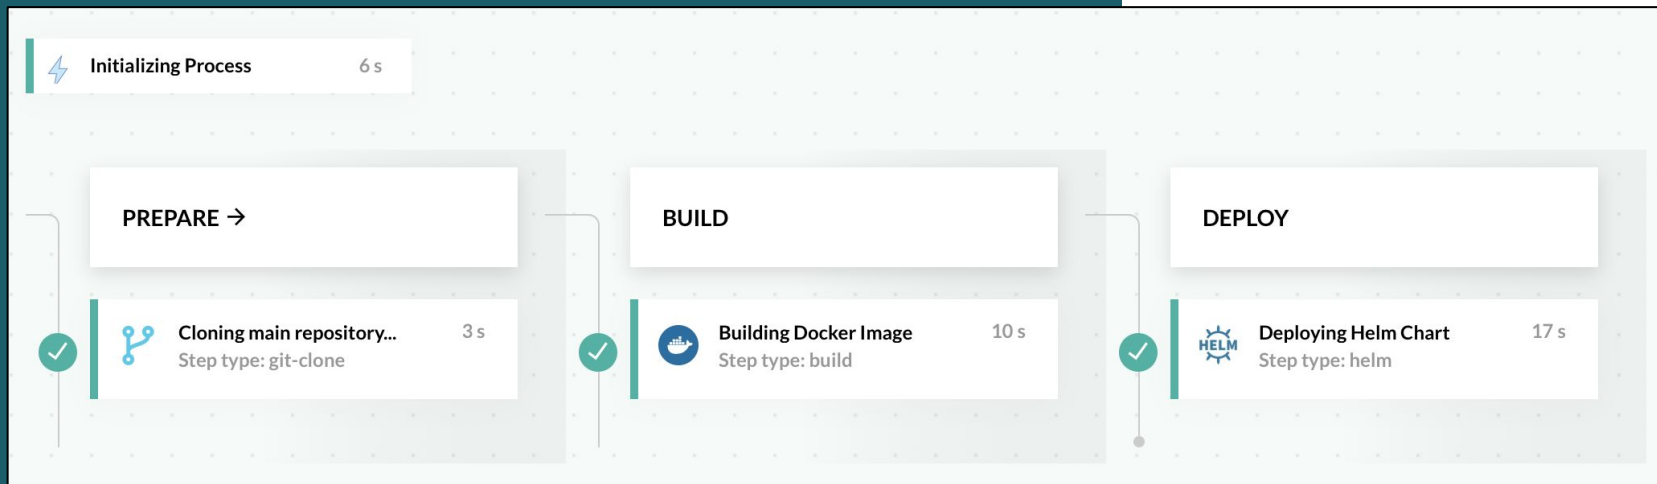 Initializing Process 6 s
PREPARE →
Cloning main repository... 3 s
Step type: git-clone
BUILD
Building Docker Image 10 s
Step type: build
DEPLOY
HELM
Deploying Helm Chart 17 s
Step type: helm